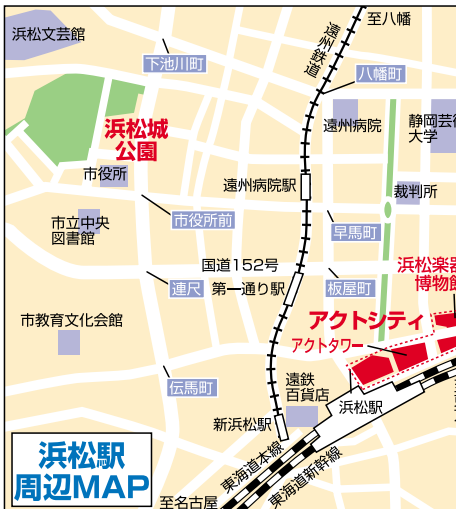 至八幡
浜松文芸館
遠州鉄道
下池川町
八幡町
浜松城
公園
遠州病院
静岡芸術
大学
市役所
遠州病院駅
裁判所
市立中央
図書館
市役所前
早馬町
国道152号
浜松楽器
博物館
連尺
第一通り駅
板屋町
市教育文化会館
アクトシティ
アクトタワー
伝馬町
遠鉄
百貨店
浜松駅
新浜松駅
浜松駅
周辺MAP
東海道本線
東海道新幹線
至名古屋